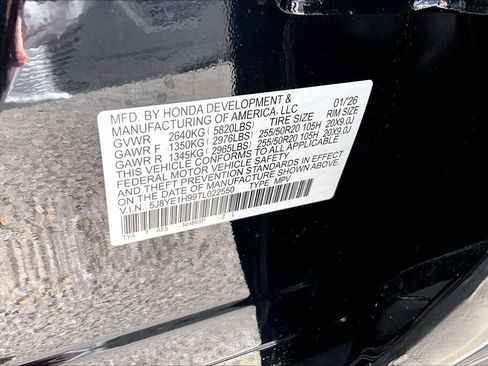 MFD. BY HONDA DEVELOPMENT & 01/26
MANUFACTURING OF AMERICA, LLC
GVWR 2640KG ( 5820LBS) TIRE SIZE RIM SIZE
GAWR F 1350KG ( 2976LBS) 255/50R20 105H 20X9.0J
GAWR R 1345KG ( 2965LBS) 255/50R20 105H 20X9.0J
THIS VEHICLE CONFORMS TO ALL APPLICABLE
FEDERAL MOTOR VEHICLE SAFETY
AND THEFT PREVENTION STANDARDS IN EFFECT
ON THE DATE OF MANUFACTURE SHOWN ABOVE.
V.I.N.: 5J8YE1H99TL022550 TYPE: MPV
TYA T AF5 NH893P - Z - L